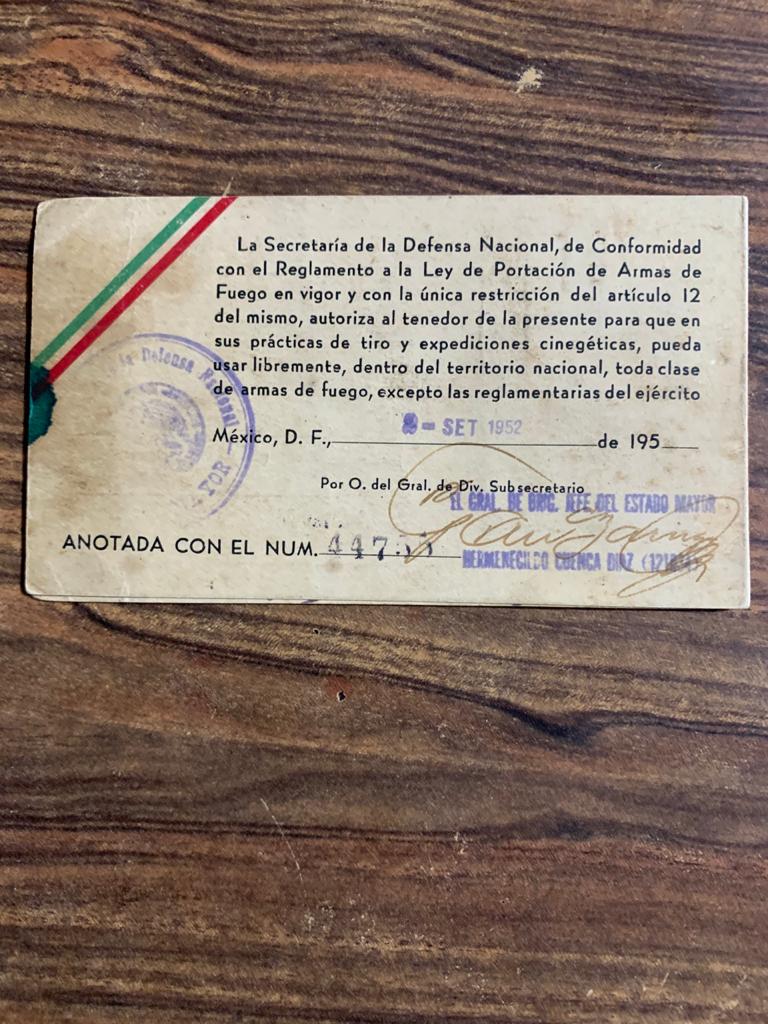 La Secretaría de la Defensa Nacional, de Conformidad
con el Reglamento a la Ley de Portación de Armas de
Fuego en vigor y con la única restricción del artículo 12
del mismo, autoriza al tenedor de la presente para que en
sus prácticas de tiro y expediciones cinegéticas, pueda
usar libremente, dentro del territorio nacional, toda clase
de armas de fuego, excepto las reglamentarias del ejército
la Defensa Nacional
- SET 1952
México, D. F., de 195
Por O. del Gral. de Div. Subsecretario
EL GRAL. DE BRIG. JEFE DEL ESTADO MAYOR
ANOTADA CON EL NUM.
HERMENEGILDO CUENCA DIAZ